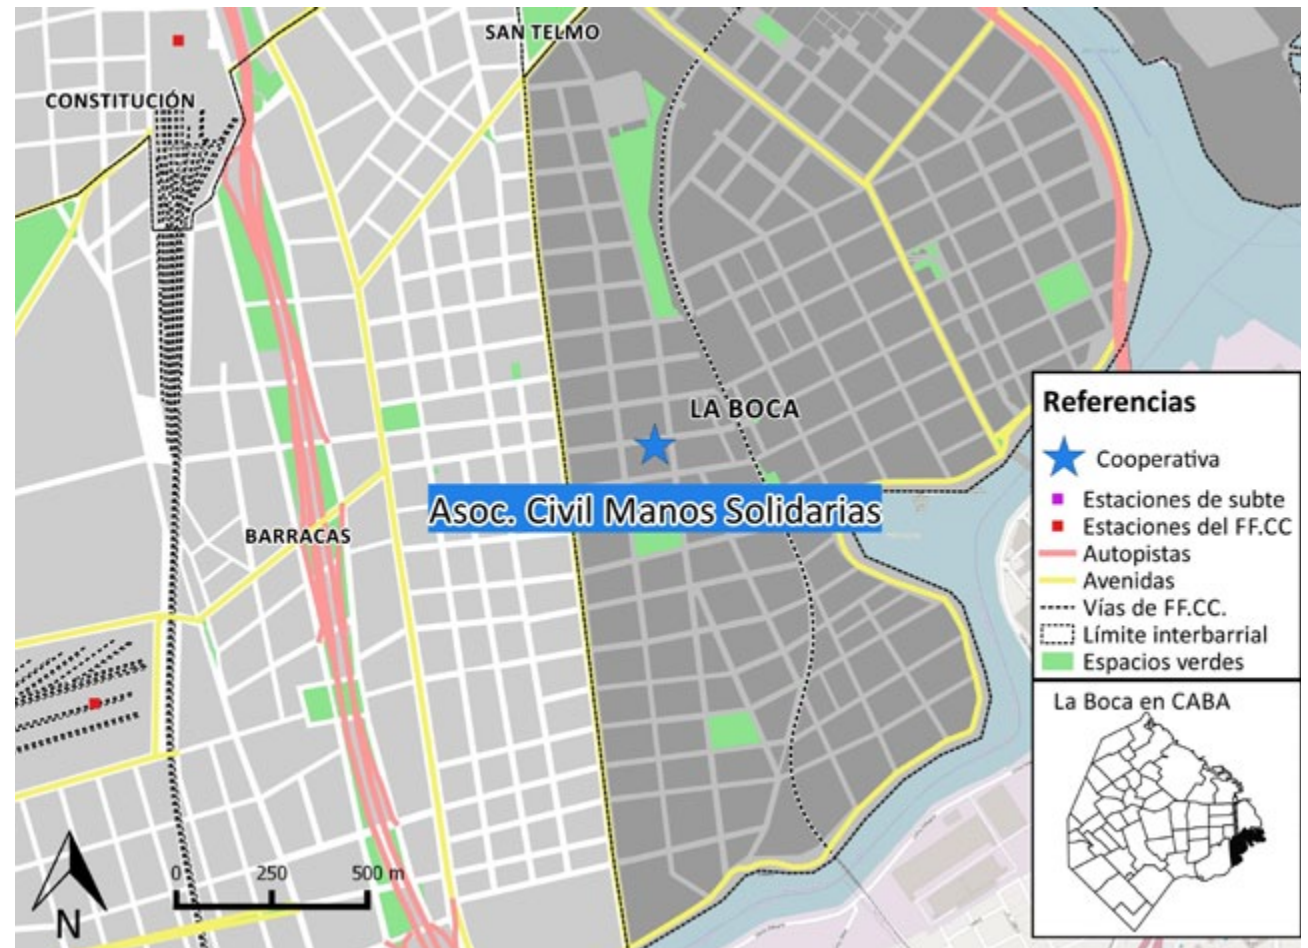 SAN TELMO
CONSTITUCIÓN
LA BOCA
Asoc. Civil Manos Solidarias
BARRACAS
Referencias
Cooperativa
Estaciones de subte
Estaciones del FF.CC
Autopistas
Avenidas
Vías de FF.CC.
Límite interbarrial
Espacios verdes
La Boca en CABA
0 250 500 m
N